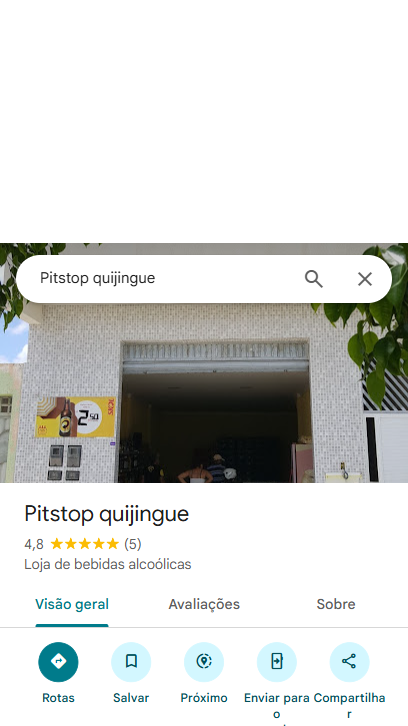 Pitstop quijingue
2 50
Pitstop quijingue
4,8 ★★★★★ (5)
Loja de bebidas alcoólicas
Visão geral Avaliações Sobre
Rotas Salvar Próximo Enviar para o Compartilhar